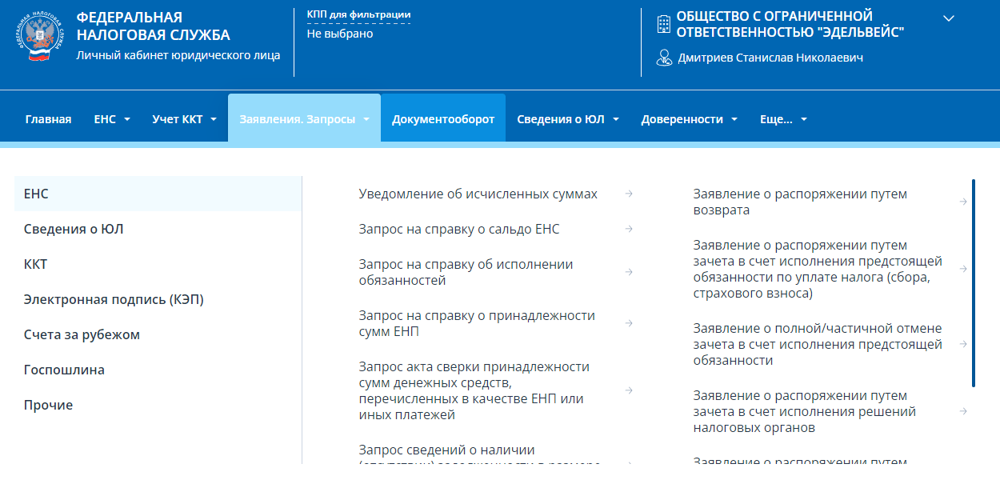 ФЕДЕРАЛЬНАЯ
НАЛОГОВАЯ СЛУЖБА
Личный кабинет юридического лица
КПП для фильтрации
Не выбрано
ОБЩЕСТВО С ОГРАНИЧЕННОЙ
ОТВЕТСТВЕННОСТЬЮ "ЭДЕЛЬВЕЙС"
Дмитриев Станислав Николаевич
Главная
ЕНС
Учет ККТ
Заявления. Запросы
Документооборот
Сведения о ЮЛ
Доверенности
Еще...
ЕНС
Сведения о ЮЛ
ККТ
Электронная подпись (КЭП)
Счета за рубежом
Госпошлина
Прочие
Уведомление об исчисленных суммах
Запрос на справку о сальдо ЕНС
Запрос на справку об исполнении
обязанностей
Запрос на справку о принадлежности
сумм ЕНП
Запрос акта сверки принадлежности
сумм денежных средств,
перечисленных в качестве ЕНП или
иных платежей
Запрос сведений о наличии
(отсутствии) задолженности в размере
Заявление о распоряжении путем
возврата
Заявление о распоряжении путем
зачета в счет исполнения предстоящей
обязанности по уплате налога (сбора,
страхового взноса)
Заявление о полной/частичной отмене
зачета в счет исполнения предстоящей
обязанности
Заявление о распоряжении путем
зачета в счет исполнения решений
налоговых органов
Заявление о распоряжении путем